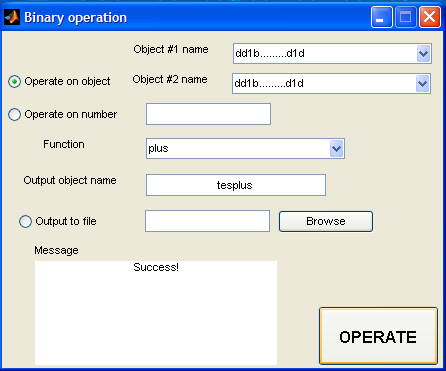 Binary operation
Object #1 name dd1b.........d1d
Operate on object Object #2 name dd1b.........d1d
Operate on number
Function plus
Output object name tesplus
Output to file Browse
Message
Success!
OPERATE